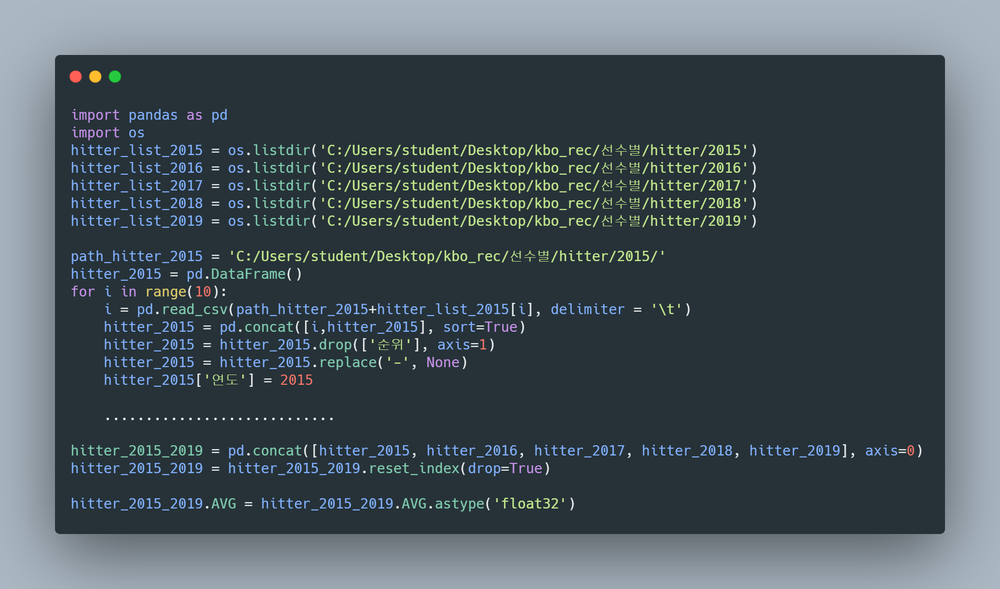 import pandas as pd
import os
hitter_list_2015 = os.listdir('C:/Users/student/Desktop/kbo_rec/선수별/hitter/2015')
hitter_list_2016 = os.listdir('C:/Users/student/Desktop/kbo_rec/선수별/hitter/2016')
hitter_list_2017 = os.listdir('C:/Users/student/Desktop/kbo_rec/선수별/hitter/2017')
hitter_list_2018 = os.listdir('C:/Users/student/Desktop/kbo_rec/선수별/hitter/2018')
hitter_list_2019 = os.listdir('C:/Users/student/Desktop/kbo_rec/선수별/hitter/2019')

path_hitter_2015 = 'C:/Users/student/Desktop/kbo_rec/선수별/hitter/2015/'
hitter_2015 = pd.DataFrame()
for i in range(10):
    i = pd.read_csv(path_hitter_2015+hitter_list_2015[i], delimiter = '\t')
    hitter_2015 = pd.concat([i,hitter_2015], sort=True)
    hitter_2015 = hitter_2015.drop(['순위'], axis=1)
    hitter_2015 = hitter_2015.replace('-', None)
    hitter_2015['연도'] = 2015

    ............................

hitter_2015_2019 = pd.concat([hitter_2015, hitter_2016, hitter_2017, hitter_2018, hitter_2019], axis=0)
hitter_2015_2019 = hitter_2015_2019.reset_index(drop=True)

hitter_2015_2019.AVG = hitter_2015_2019.AVG.astype('float32')